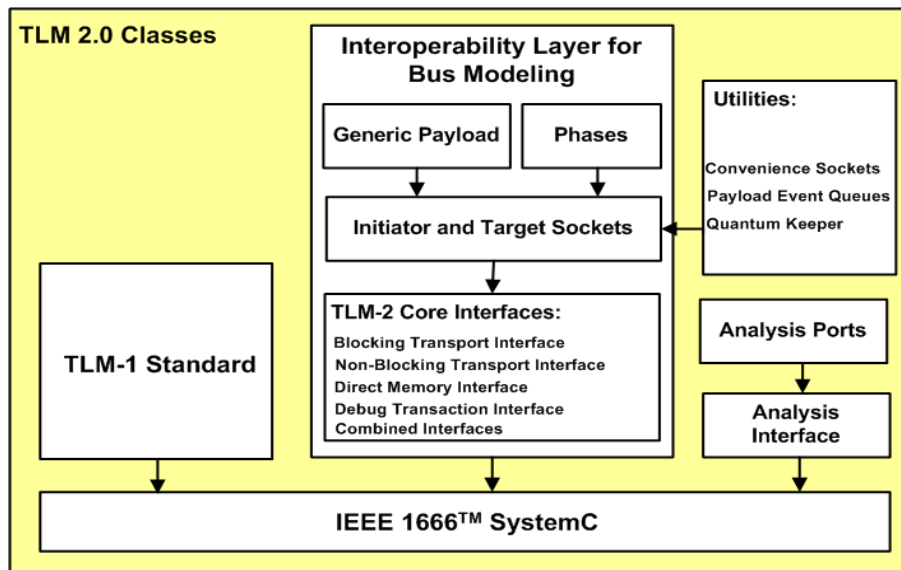 TLM 2.0 Classes
Interoperability Layer for
Bus Modeling
Generic Payload
Phases
Initiator and Target Sockets
TLM-2 Core Interfaces:
Blocking Transport Interface
Non-Blocking Transport Interface
Direct Memory Interface
Debug Transaction Interface
Combined Interfaces
Utilities:
Convenience Sockets
Payload Event Queues
Quantum Keeper
TLM-1 Standard
Analysis Ports
Analysis
Interface
IEEE 1666™ SystemC